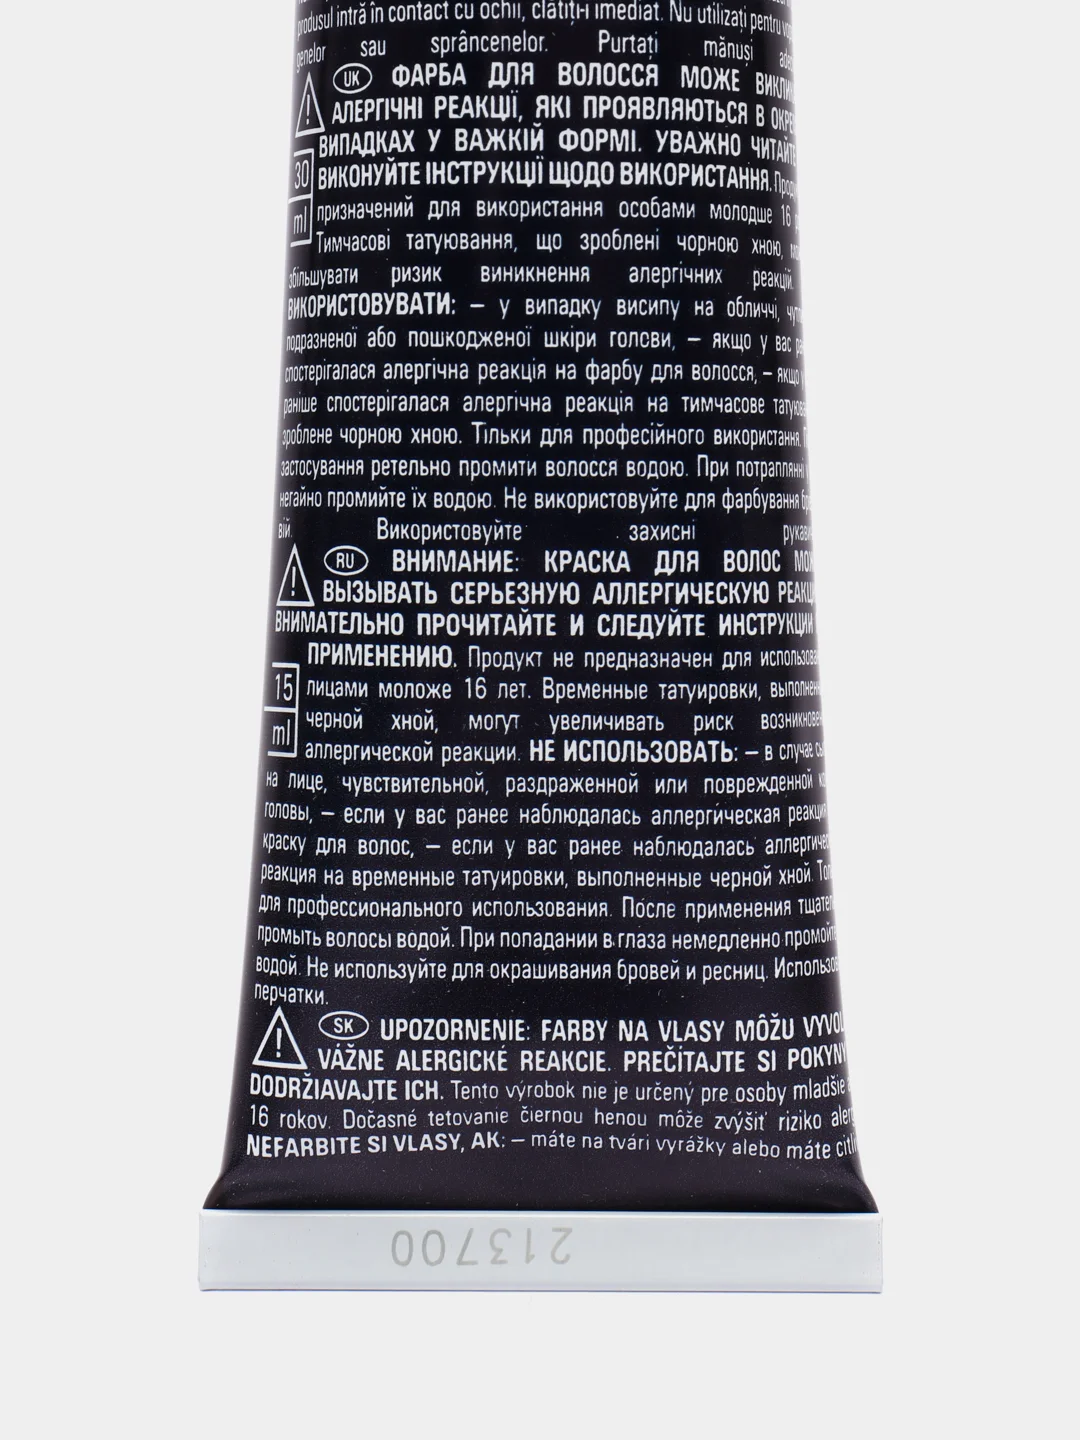 produsul intră în contact cu ochii, clătiți-i imediat. Nu utilizați pentru
genelor sau sprâncenelor. Purtați mănuși
UK ФАРБА ДЛЯ ВОЛОССЯ МОЖЕ
АЛЕРГІЧНІ РЕАКЦІЇ, ЯКІ ПРОЯВЛЯЮТЬСЯ В
ВИПАДКАХ У ВАЖКІЙ ФОРМІ. УВАЖНО ЧИТАЙТЕ
30 ВИКОНУЙТЕ ІНСТРУКЦІЇ ЩОДО ВИКОРИСТАННЯ.
ml призначений для використання особами молодше 16
Тимчасові татуювання, що зроблені чорною хною,
збільшувати ризик виникнення алергічних реакцій.
ВИКОРИСТОВУВАТИ: – у випадку висипу на обличчі,
подразненої або пошкодженої шкіри голови, – якщо у вас
спостерігалася алергічна реакція на фарбу для волосся, – якщо
раніше спостерігалася алергічна реакція на тимчасове
зроблене чорною хною. Тільки для професійного використання.
застосування ретельно промити волосся водою. При потраплянні
негайно промийте їх водою. Не використовуйте для фарбування
вій. Використовуйте захисні
RU ВНИМАНИЕ: КРАСКА ДЛЯ ВОЛОС
ВЫЗЫВАТЬ СЕРЬЕЗНУЮ АЛЛЕРГИЧЕСКУЮ
ВНИМАТЕЛЬНО ПРОЧИТАЙТЕ И СЛЕДУЙТЕ ИНСТРУКЦИИ
ПРИМЕНЕНИЮ. Продукт не предназначен для
15 лицами моложе 16 лет. Временные татуировки,
ml черной хной, могут увеличивать риск
аллергической реакции. НЕ ИСПОЛЬЗОВАТЬ: – в случае
на лице, чувствительной, раздраженной или поврежденной
головы, – если у вас ранее наблюдалась аллергическая реакция
краску для волос, – если у вас ранее наблюдалась
реакция на временные татуировки, выполненные черной хной.
для профессионального использования. После применения
промыть волосы водой. При попадании в глаза немедленно промойте
водой. Не используйте для окрашивания бровей и ресниц.
перчатки.
SK UPOZORNENIE: FARBY NA VLASY MÔŽU
VÁŽNE ALERGICKÉ REAKCIE. PREČÍTAJTE SI POKYNY
DODRŽIAVAJTE ICH. Tento výrobok nie je určený pre osoby mladšie
16 rokov. Dočasné tetovanie čiernou henou môže zvýšiť riziko
NEFARBITE SI VLASY, AK: – máte na tvári vyrážky alebo máte
213700